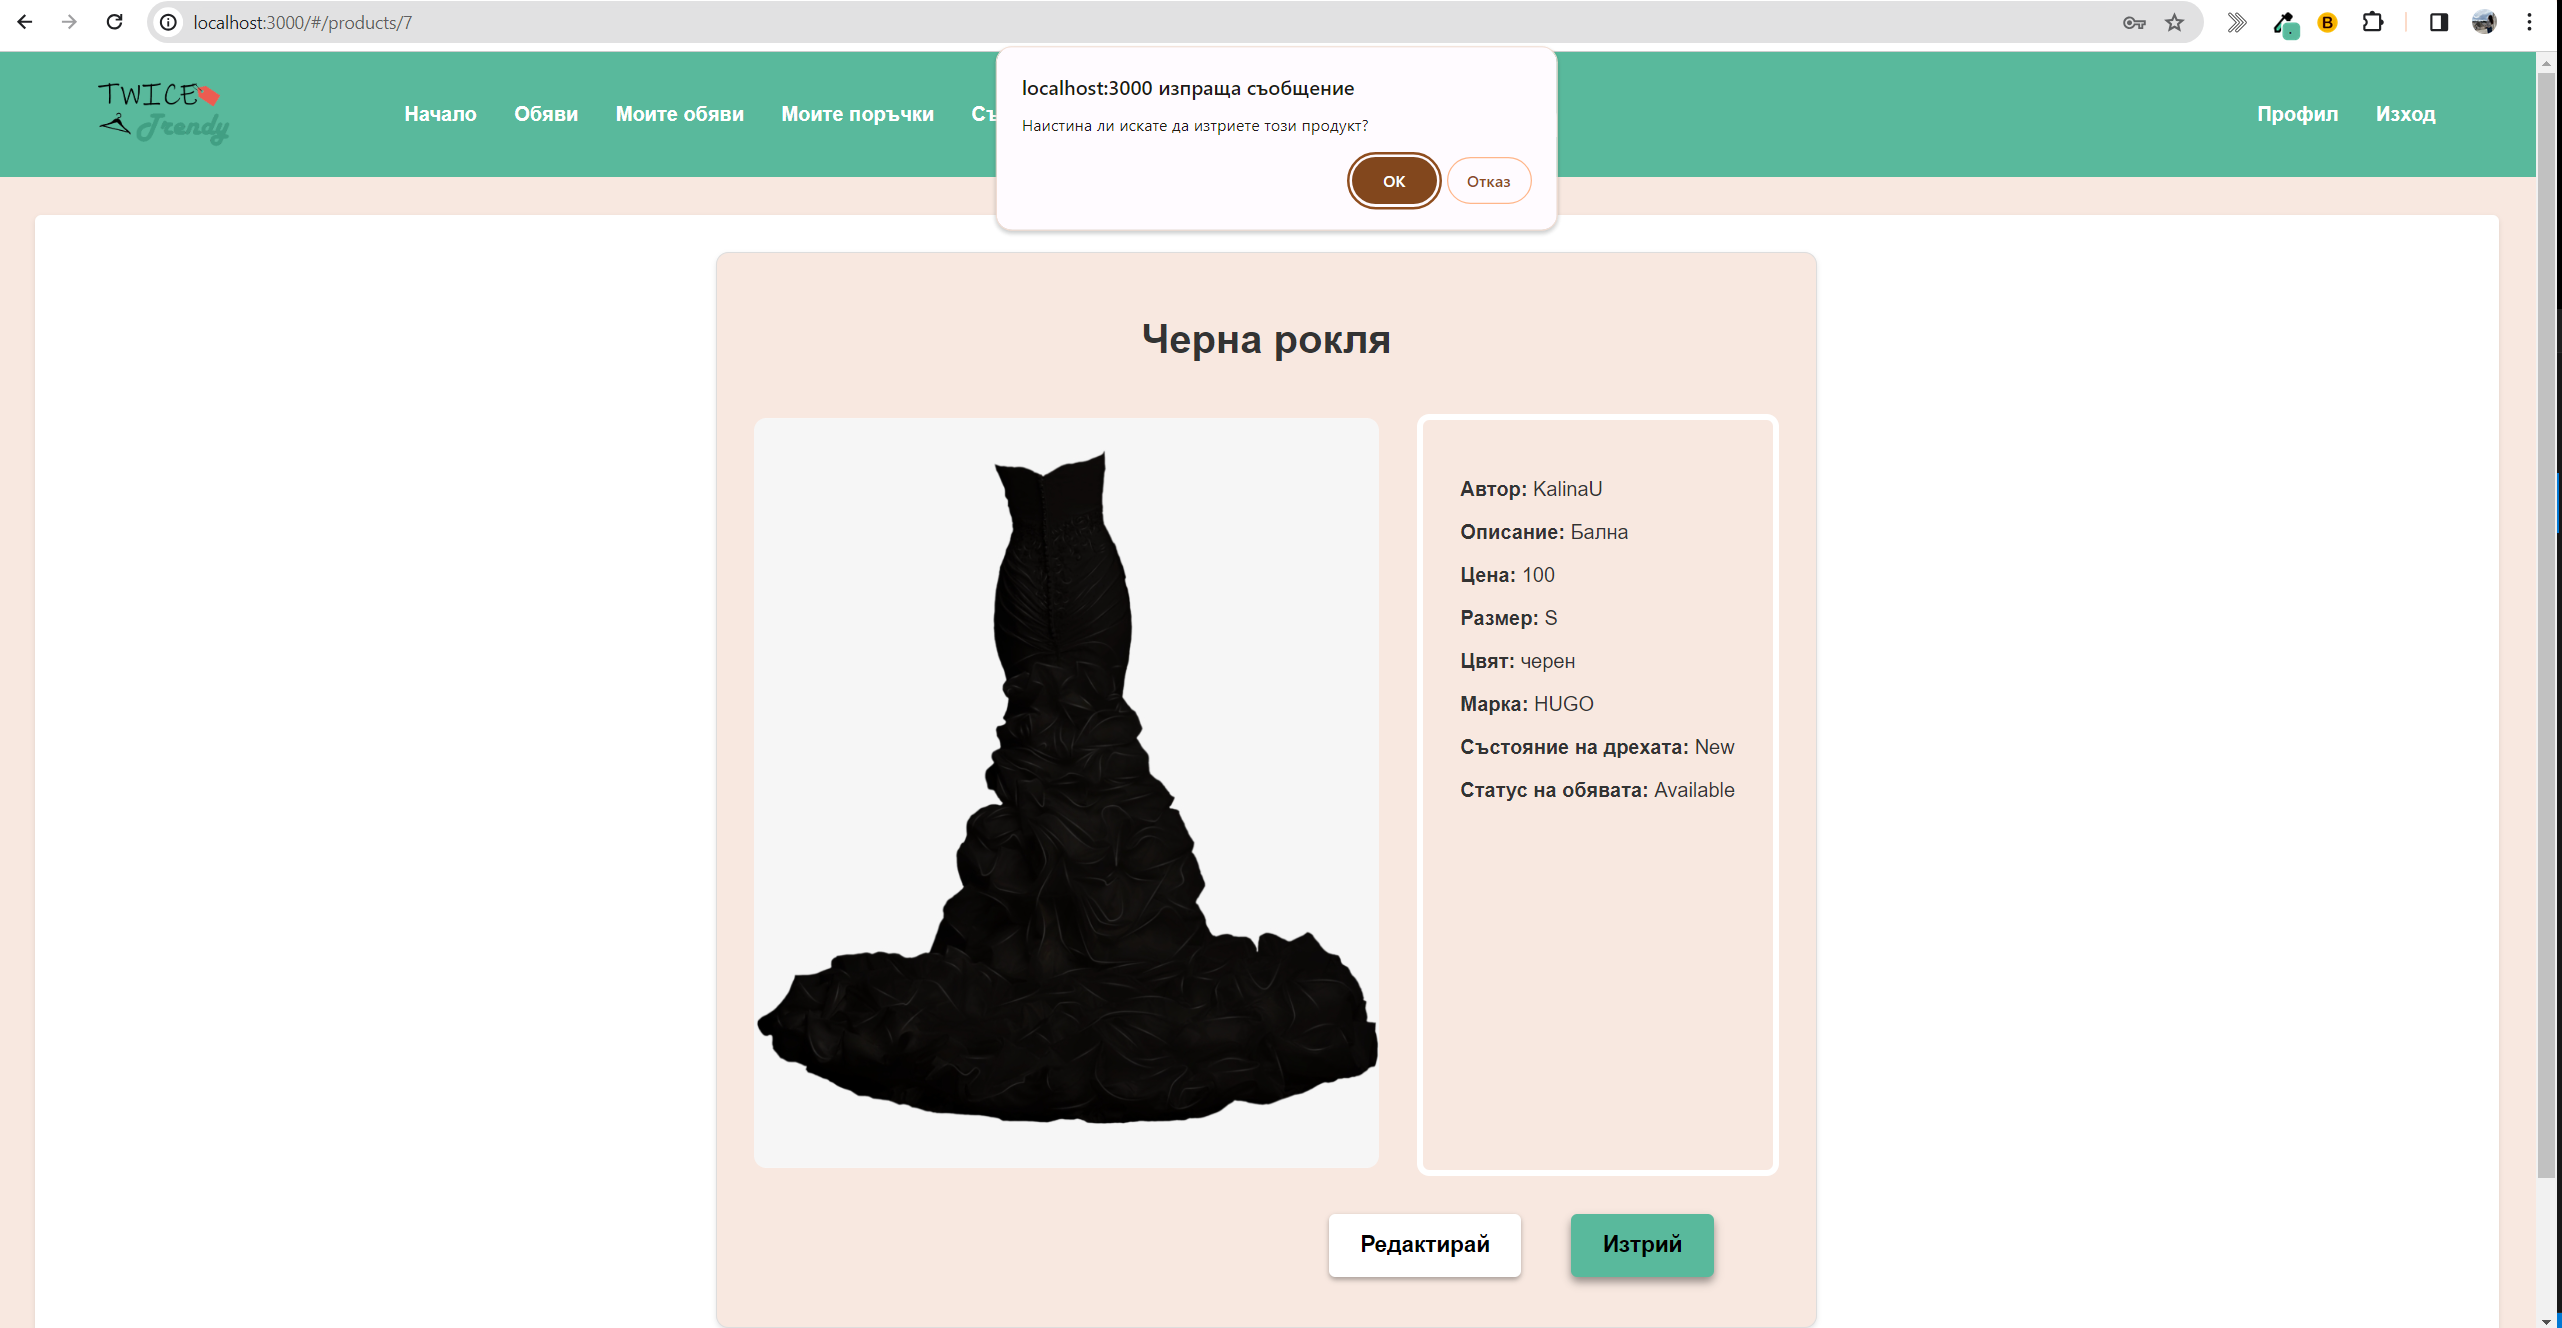 localhost:3000/#/products/7
B
localhost:3000 изпраща съобщение
Наистина ли искате да изтриете този продукт?
ОК Отказ
TWICE
Trendy
Начало Обяви Моите обяви Моите поръчки Съ
Профил Изход
Черна рокля
Автор: KalinaU
Описание: Бална
Цена: 100
Размер: S
Цвят: черен
Марка: HUGO
Състояние на дрехата: New
Статус на обявата: Available
Редактирай Изтрий